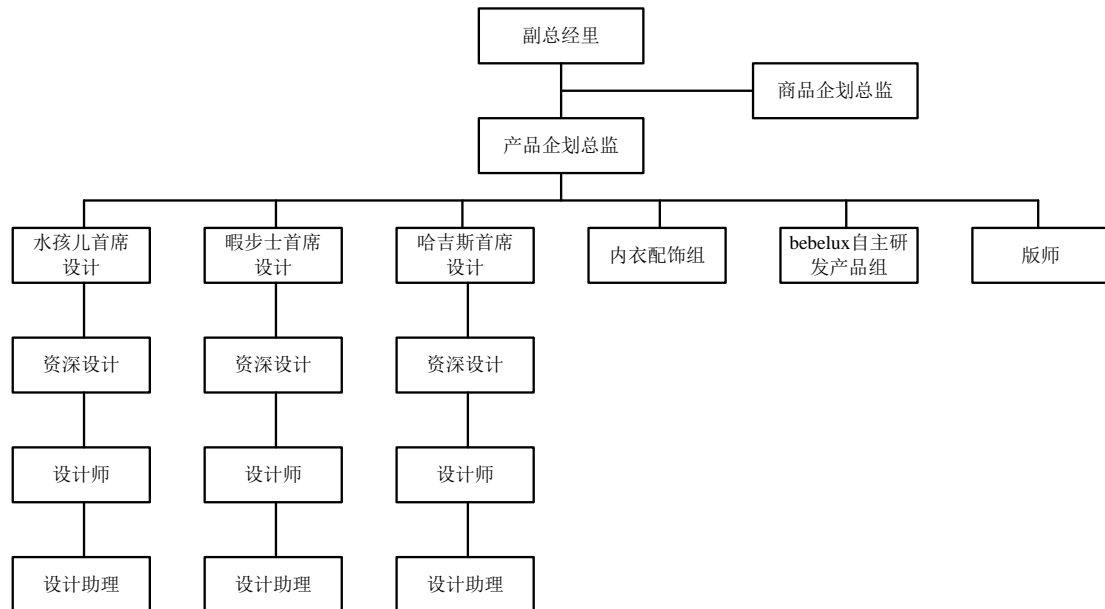 副总经里
商品企划总监
产品企划总监
水孩儿首席
设计
暇步士首席
设计
哈吉斯首席
设计
内衣配饰组
bebelux自主研
发产品组
版师
资深设计
资深设计
资深设计
设计师
设计师
设计师
设计助理
设计助理
设计助理